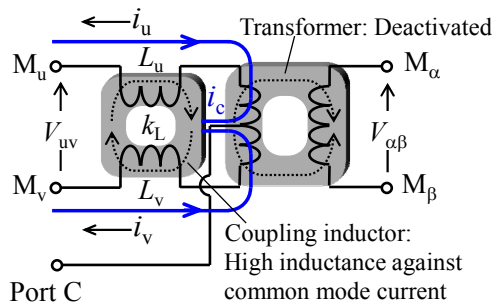 i_u
Transformer: Deactivated
M_u
L_u
i_c
M_α
V_uv
k_L
V_αβ
M_v
L_v
M_β
i_v
Coupling inductor:
High inductance against
common mode current
Port C